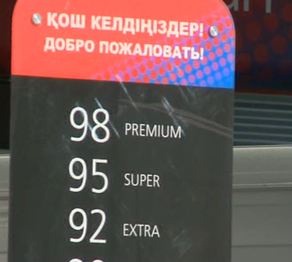 ҚОШ КЕЛДІҢІЗДЕР!
ДОБРО ПОЖАЛОВАТЬ!
98 PREMIUM
95 SUPER
92 EXTRA